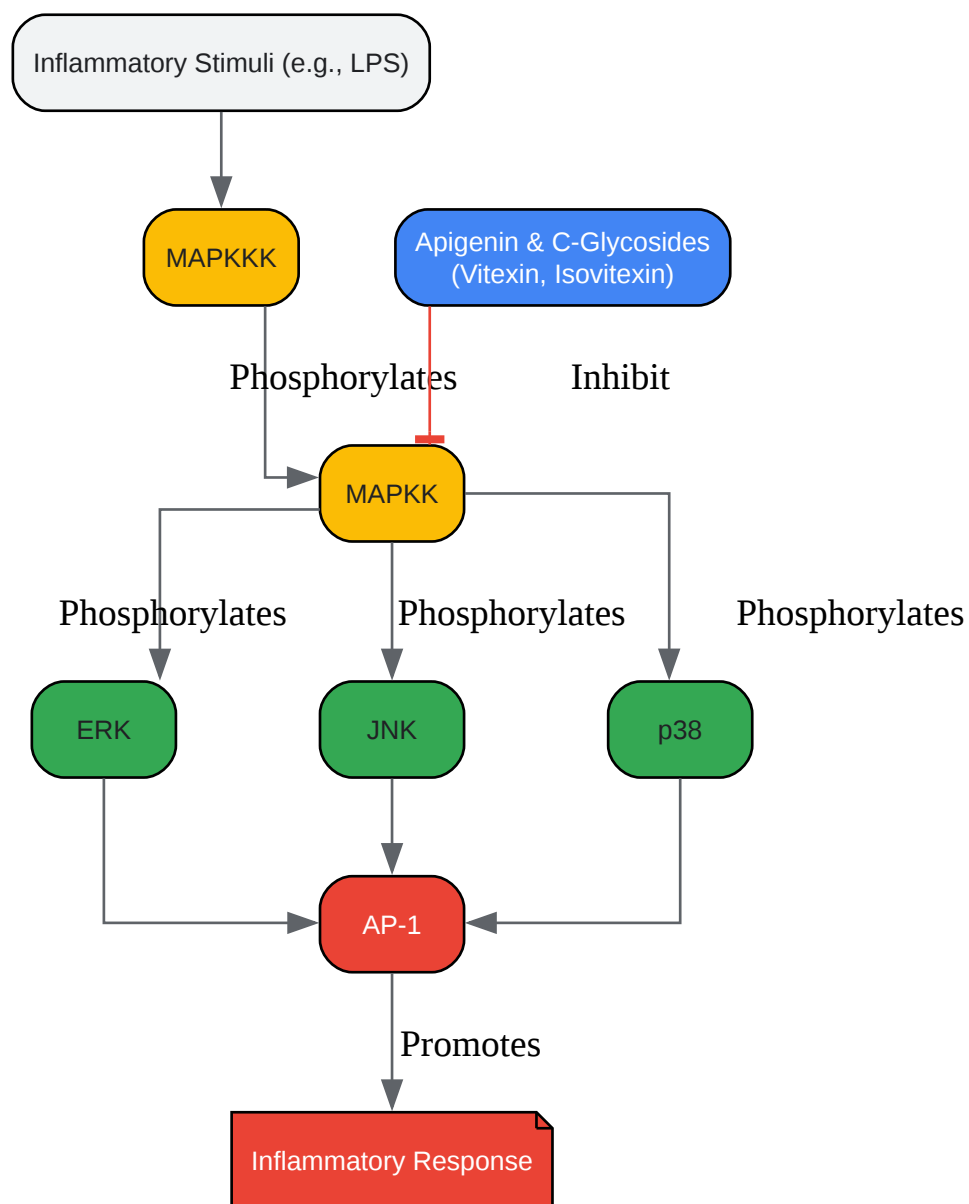 Inflammatory Stimuli (e.g., LPS)
MAPKKK
Apigenin & C-Glycosides
(Vitexin, Isovitexin)
Phosphorylates
Inhibit
MAPKK
Phosphorylates
Phosphorylates
Phosphorylates
ERK
JNK
p38
AP-1
Promotes
Inflammatory Response